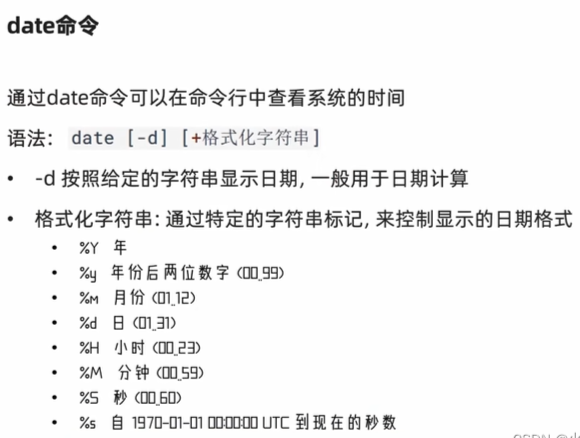 date命令
通过date命令可以在命令行中查看系统的时间
语法: date [-d] [+格式化字符串]
• -d 按照给定的字符串显示日期, 一般用于日期计算
• 格式化字符串: 通过特定的字符串标记, 来控制显示的日期格式
• %Y 年
• %y 年份后两位数字 (00..99)
• %m 月份 (01..12)
• %d 日 (01..31)
• %H 小时 (00..23)
• %M 分钟 (00..59)
• %S 秒 (00..60)
• %s 自 1970-01-01 00:00:00 UTC 到现在的秒数